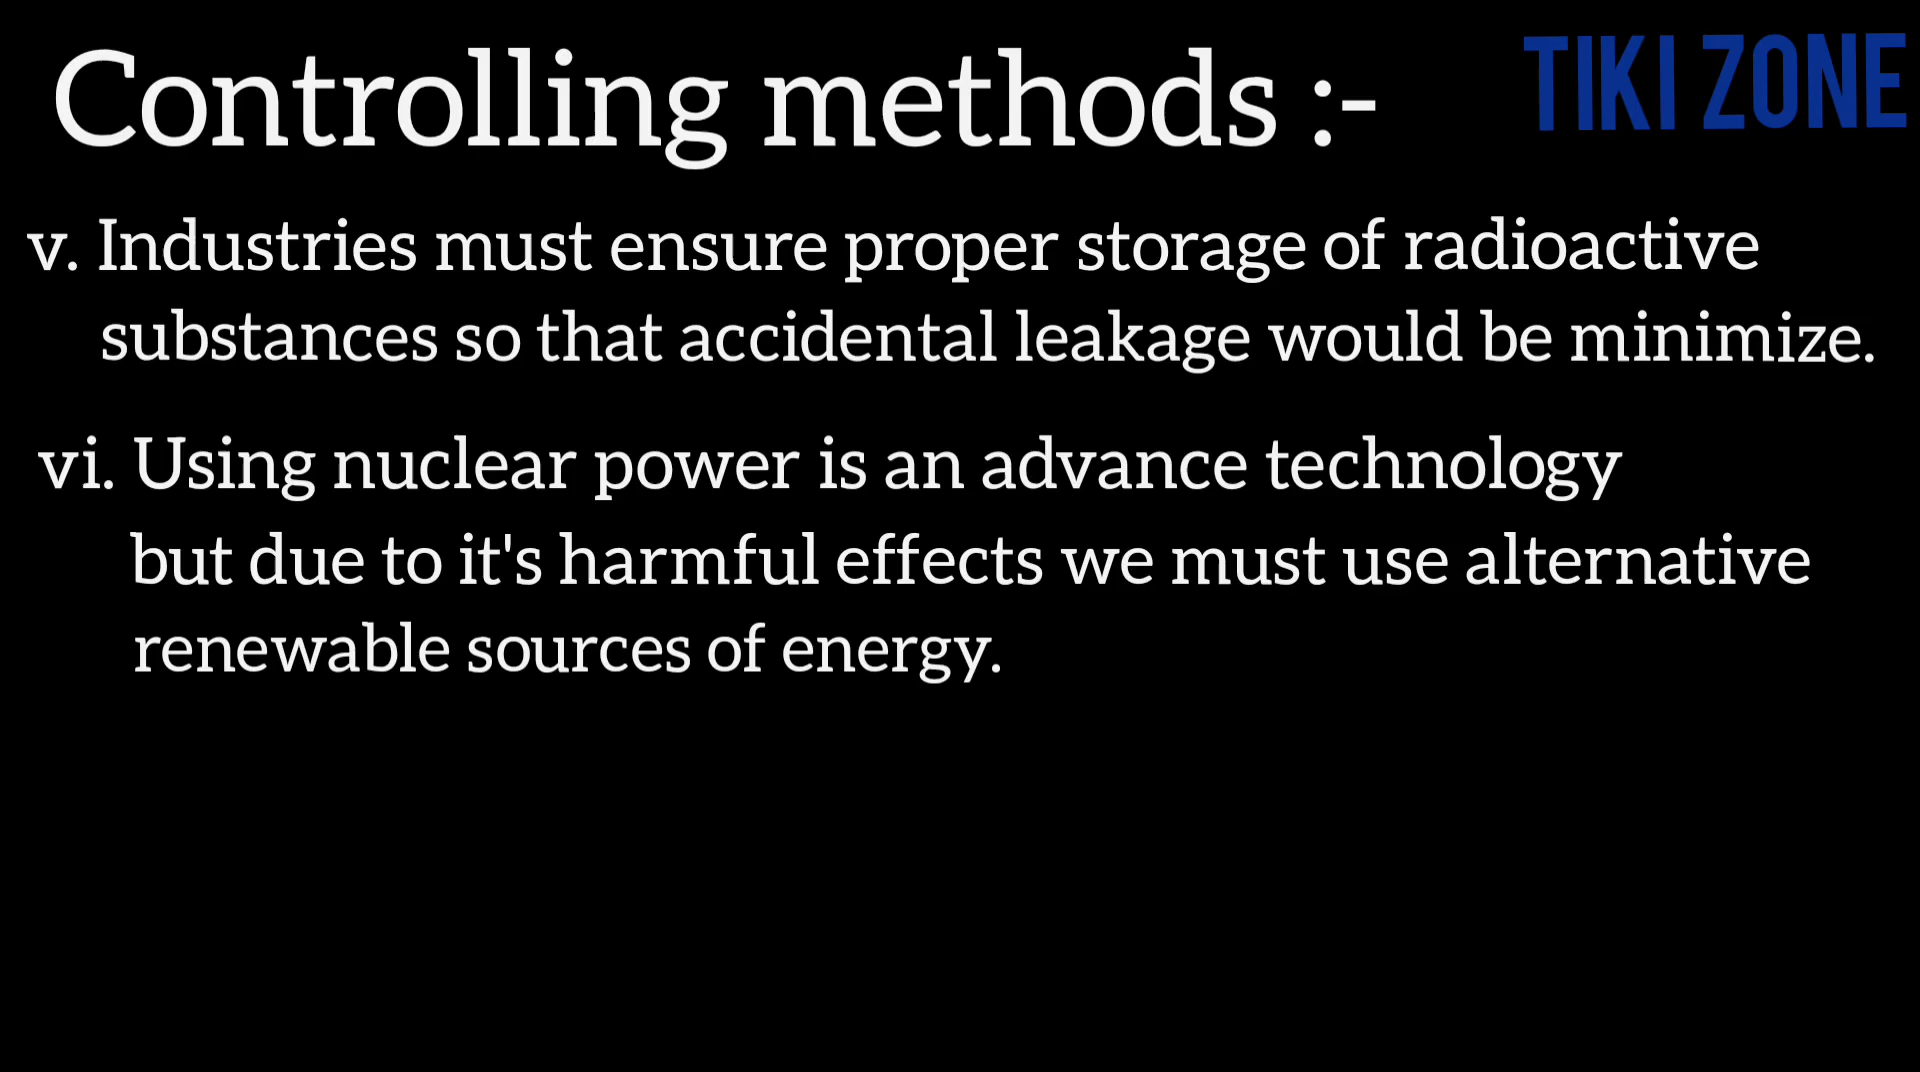 Controlling methods :-
TIKI ZONE
v. Industries must ensure proper storage of radioactive
substances so that accidental leakage would be minimize.
vi. Using nuclear power is an advance technology
but due to it's harmful effects we must use alternative
renewable sources of energy.